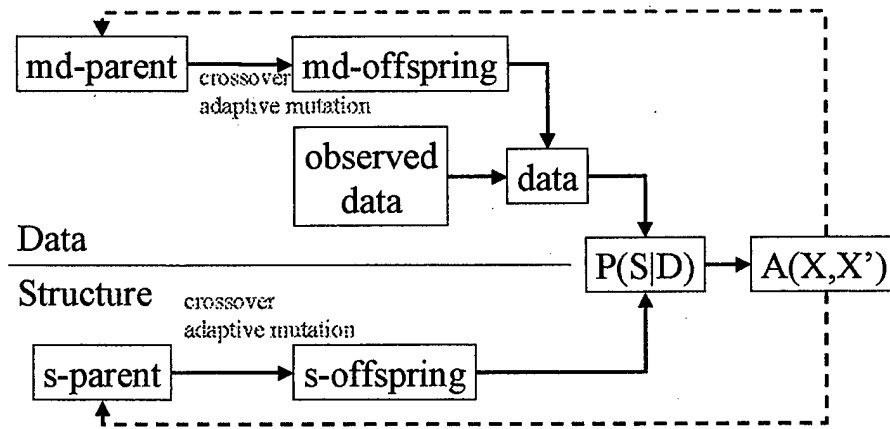 md-parent
crossover
adaptive mutation
md-offspring
observed
data
data
Data
P(S|D)
A(X,X')
Structure
crossover
adaptive mutation
s-parent
s-offspring